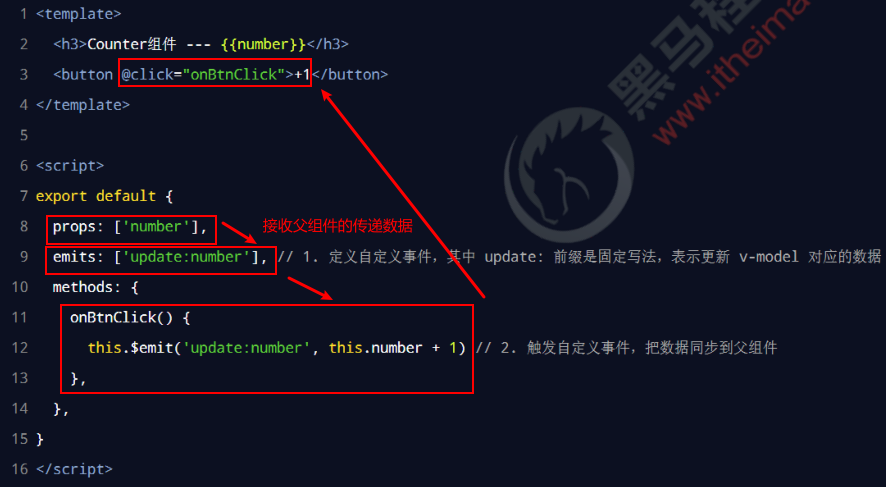 1 <template>
2 <h3>Counter组件 --- {{number}}</h3>
3 <button @click="onBtnClick">+1</button>
4 </template>
5
6 <script>
7 export default {
8 props: ['number'], 接收父组件的传递数据
9 emits: ['update:number'], // 1. 定义自定义事件，其中 update: 前缀是固定写法，表示更新 v-model 对应的数据
10 methods: {
11 onBtnClick() {
12 this.$emit('update:number', this.number + 1) // 2. 触发自定义事件，把数据同步到父组件
13 },
14 },
15 }
16 </script>
黑马程
www.itheima